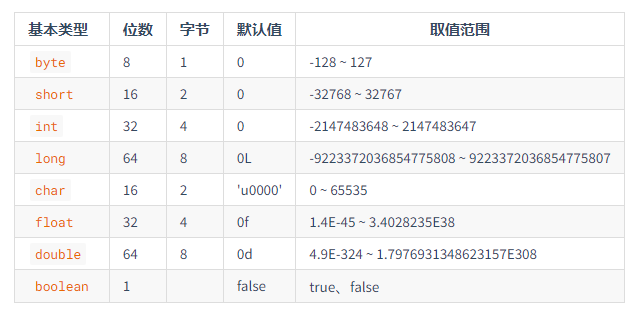 基本类型 位数 字节 默认值 取值范围
byte 8 1 0 -128 ~ 127
short 16 2 0 -32768 ~ 32767
int 32 4 0 -2147483648 ~ 2147483647
long 64 8 0L -9223372036854775808 ~ 9223372036854775807
char 16 2 'u0000' 0 ~ 65535
float 32 4 0f 1.4E-45 ~ 3.4028235E38
double 64 8 0d 4.9E-324 ~ 1.7976931348623157E308
boolean 1 false true、false